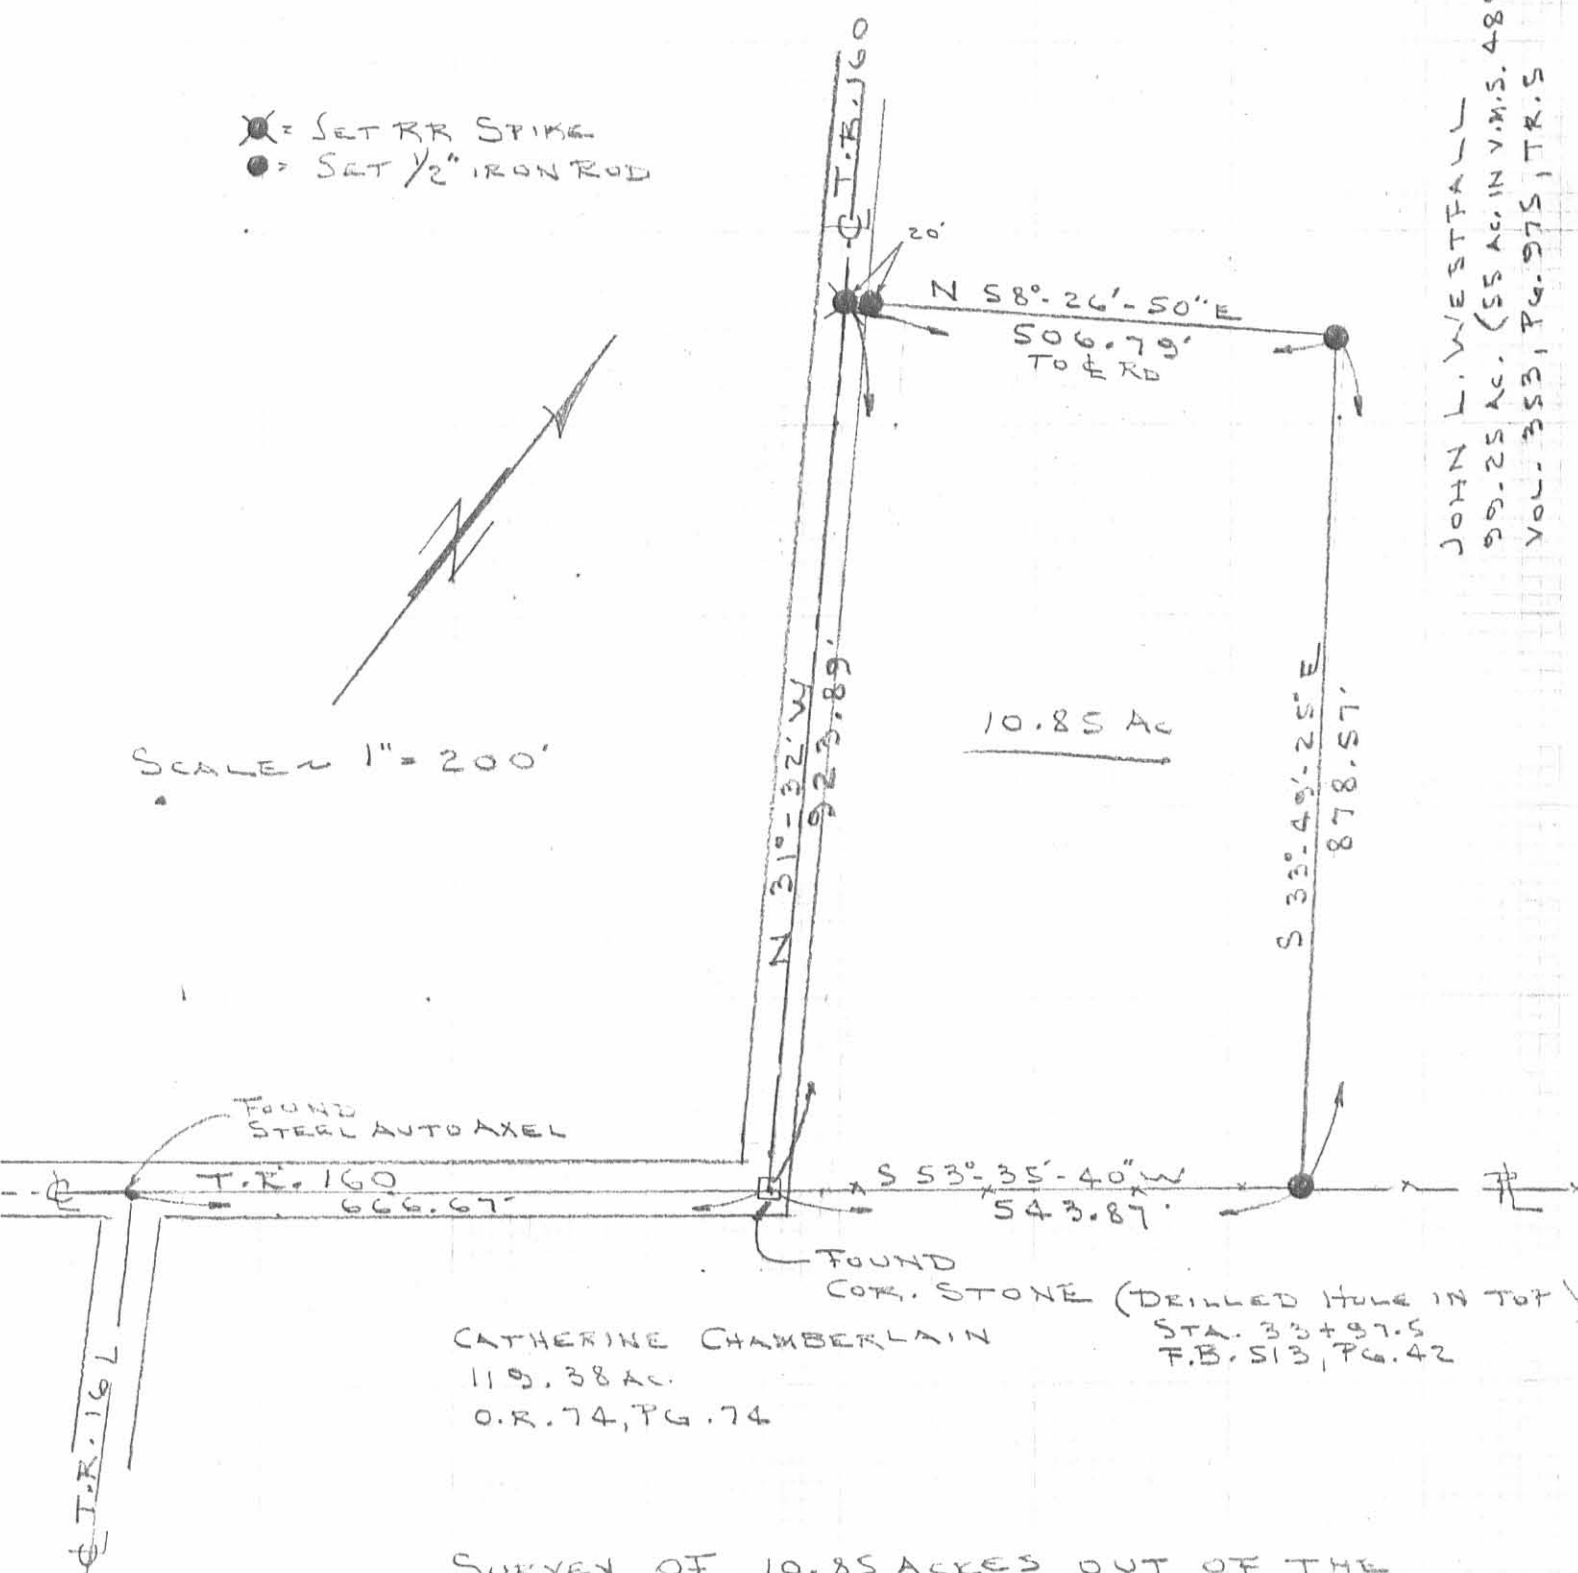 T.R. 160
= SET RR SPIKE
= SET 1/2" IRON ROD
20'
N 58°-26'-50" E
506.79'
TO ℄ RD
JOHN L. WESTFALL
99.25 AC. (55 AC. IN V.M.S. 48
VOL. 353, PG. 975, TR. 5
N
N 31°-32' W
923.89'
10.85 AC
S 33°-49'-25" E
878.57'
SCALE ~ 1" = 200'
FOUND
STEEL AUTO AXEL
℄ T.R. 160
666.67'
S 53°-35'-40" W
543.87'
FOUND
COR. STONE (DRILLED HOLE IN TOP)
STA. 33+97.5
F.B. 513, PG. 42
CATHERINE CHAMBERLAIN
119.38 AC.
O.R. 74, PG. 74
℄ T.R. 162
SURVEY OF 10.85 ACRES OUT OF THE